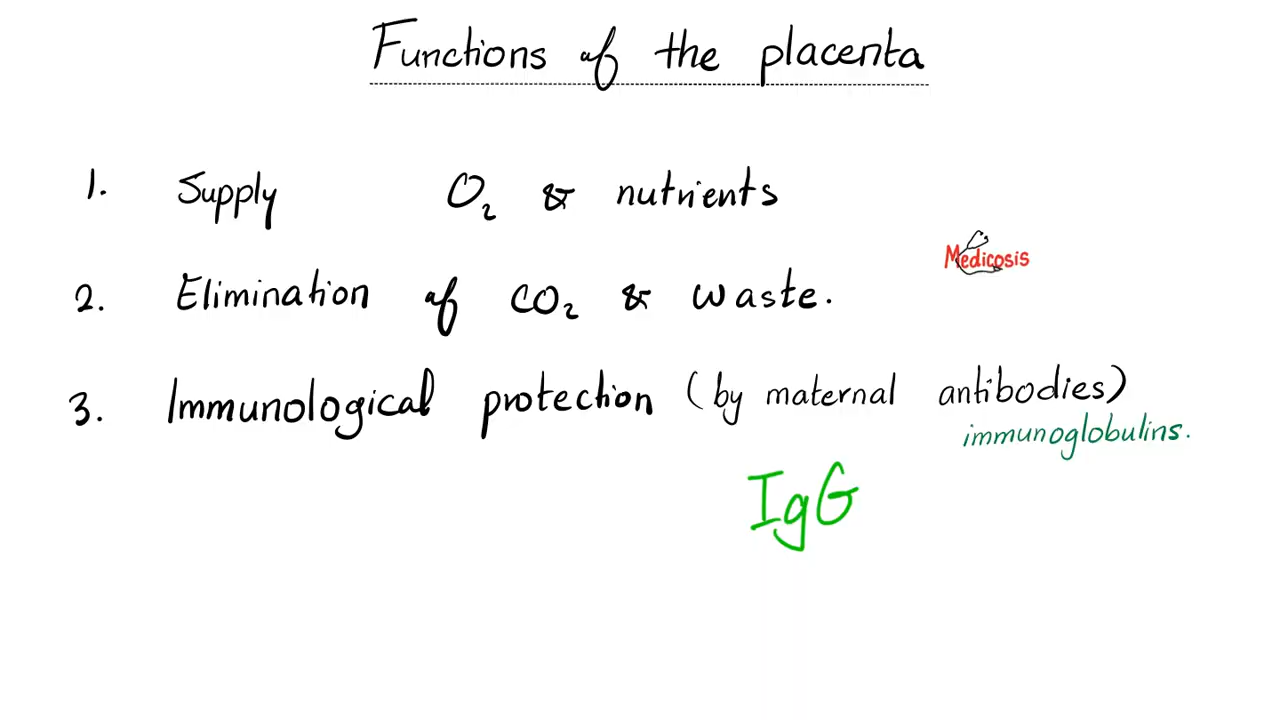 Functions of the placenta
1. Supply O₂ & nutrients
Medicosis
2. Elimination of CO₂ & waste.
3. Immunological protection (by maternal antibodies)
immunoglobulins.
IgG